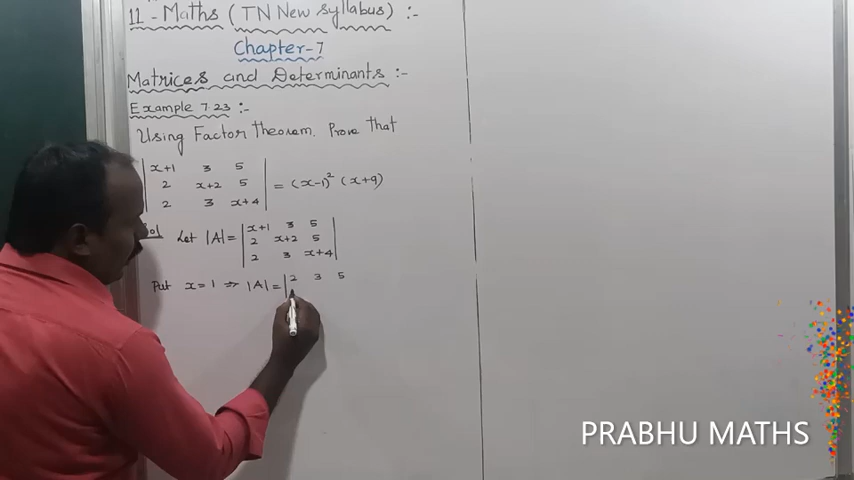 11 - Maths (TN New syllabus) :-
Chapter-7
Matrices and Determinants :-
Example 7.23 :-
Using Factor theorem. Prove that
| x+1 3 5 |
| 2 x+2 5 | = (x-1)² (x+9)
| 2 3 x+4 |
Sol Let |A| = | x+1 3 5 |
| 2 x+2 5 |
| 2 3 x+4 |
Put x = 1 ⇒ |A| = | 2 3 5
PRABHU MATHS